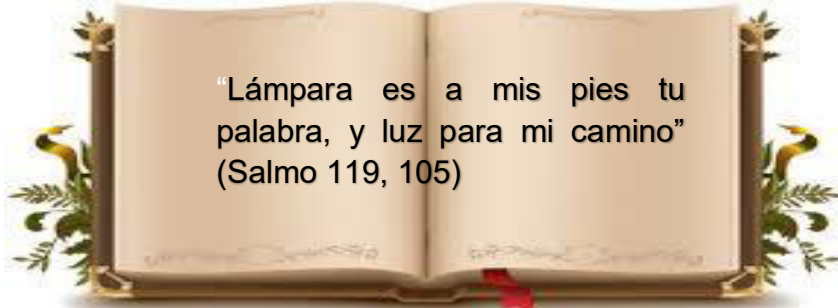 “Lámpara es a mis pies tu
palabra, y luz para mi camino”
(Salmo 119, 105)